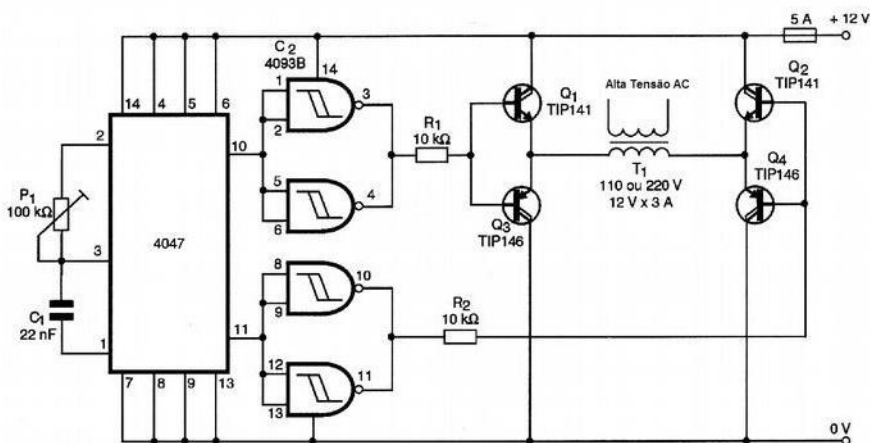 5 A
+ 12 V
C2
4093B
14
14
4
5
6
1
2
3
Q1
TIP141
Alta Tensão AC
Q2
TIP141
2
10
R1
10 kΩ
P1
100 kΩ
5
6
4
T1
110 ou 220 V
12 V x 3 A
Q4
TIP146
Q3
TIP146
3
4047
8
9
10
C1
22 nF
R2
10 kΩ
1
11
12
13
11
7
8
9
13
0 V